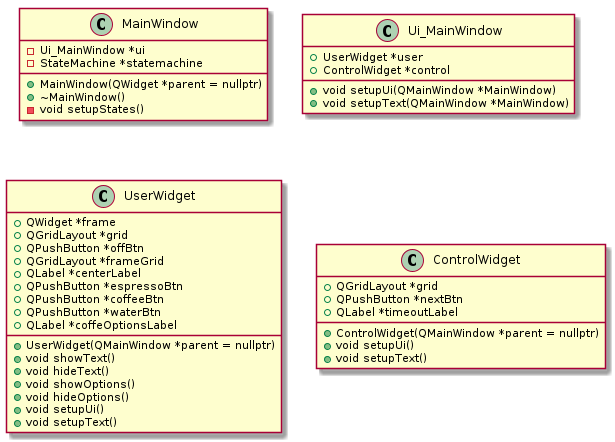 C MainWindow
Ui_MainWindow *ui
StateMachine *statemachine
MainWindow(QWidget *parent = nullptr)
~MainWindow()
void setupStates()
C Ui_MainWindow
UserWidget *user
ControlWidget *control
void setupUi(QMainWindow *MainWindow)
void setupText(QMainWindow *MainWindow)
C UserWidget
QWidget *frame
QGridLayout *grid
QPushButton *offBtn
QGridLayout *frameGrid
QLabel *centerLabel
QPushButton *espressoBtn
QPushButton *coffeeBtn
QPushButton *waterBtn
QLabel *coffeOptionsLabel
UserWidget(QMainWindow *parent = nullptr)
void showText()
void hideText()
void showOptions()
void hideOptions()
void setupUi()
void setupText()
C ControlWidget
QGridLayout *grid
QPushButton *nextBtn
QLabel *timeoutLabel
ControlWidget(QMainWindow *parent = nullptr)
void setupUi()
void setupText()